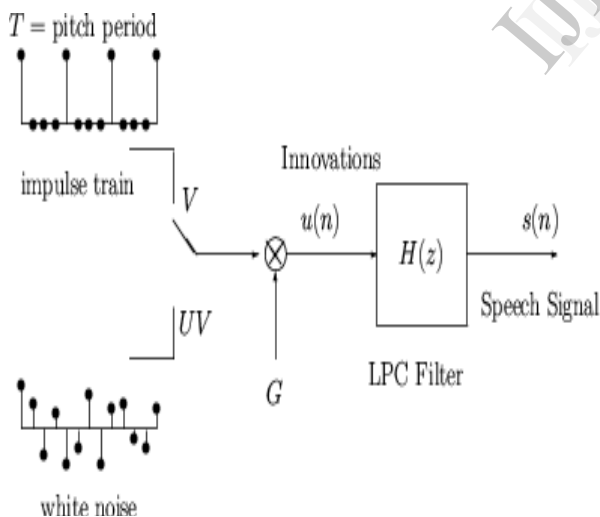 T = pitch period
impulse train
V
UV
white noise
Innovations
u(n)
G
H(z)
LPC Filter
s(n)
Speech Signal